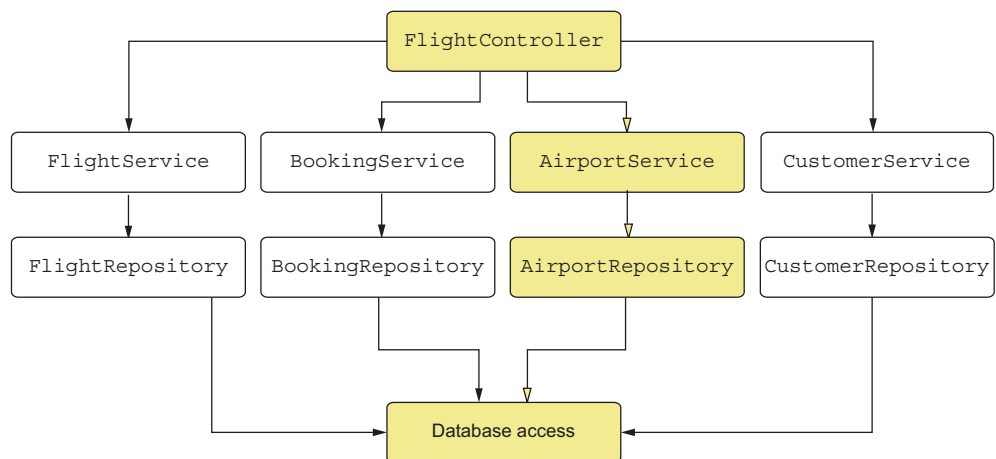 FlightController
FlightService
BookingService
AirportService
CustomerService
FlightRepository
BookingRepository
AirportRepository
CustomerRepository
Database access